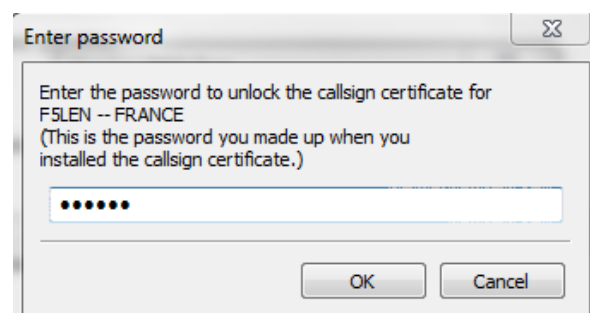 Enter password
Enter the password to unlock the callsign certificate for
F5LEN -- FRANCE
(This is the password you made up when you
installed the callsign certificate.)
••••••
OK Cancel